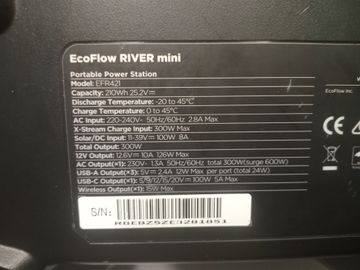 EcoFlow RIVER mini
Portable Power Station
Model: EFR421
Capacity: 210Wh 25.2V⎓
Discharge Temperature: -20 to 45°C
Charge Temperature: 0 to 45°C
AC Input: 220-240V~ 50Hz/60Hz 2.8A Max
X-Stream Charge Input: 300W Max
Solar/DC Input: 11-39V⎓100W 8A
Total Output: 300W
12V Output: 12.6V⎓10A 126W Max
AC Output(×1): 230V~ 1.3A 50Hz/60Hz total 300W(surge 600W)
USB-A Output(×3): 5V⎓2.4A 12W Max per port (total 24W)
USB-C Output(×1): 5/9/12/15/20V⎓100W 5A Max
Wireless Output(×1): 15W Max
S/N:
EcoFlow Inc.
CE